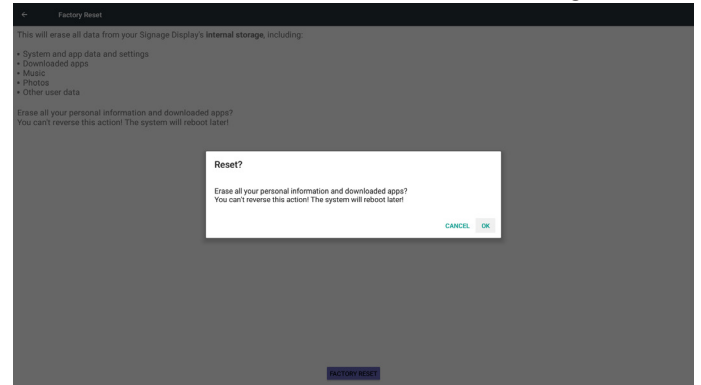 ← Factory Reset
This will erase all data from your Signage Display's internal storage, including:
• System and app data and settings
• Downloaded apps
• Music
• Photos
• Other user data
Erase all your personal information and downloaded apps?
You can't reverse this action! The system will reboot later!
Reset?
Erase all your personal information and downloaded apps?
You can't reverse this action! The system will reboot later!
CANCEL OK
FACTORY RESET